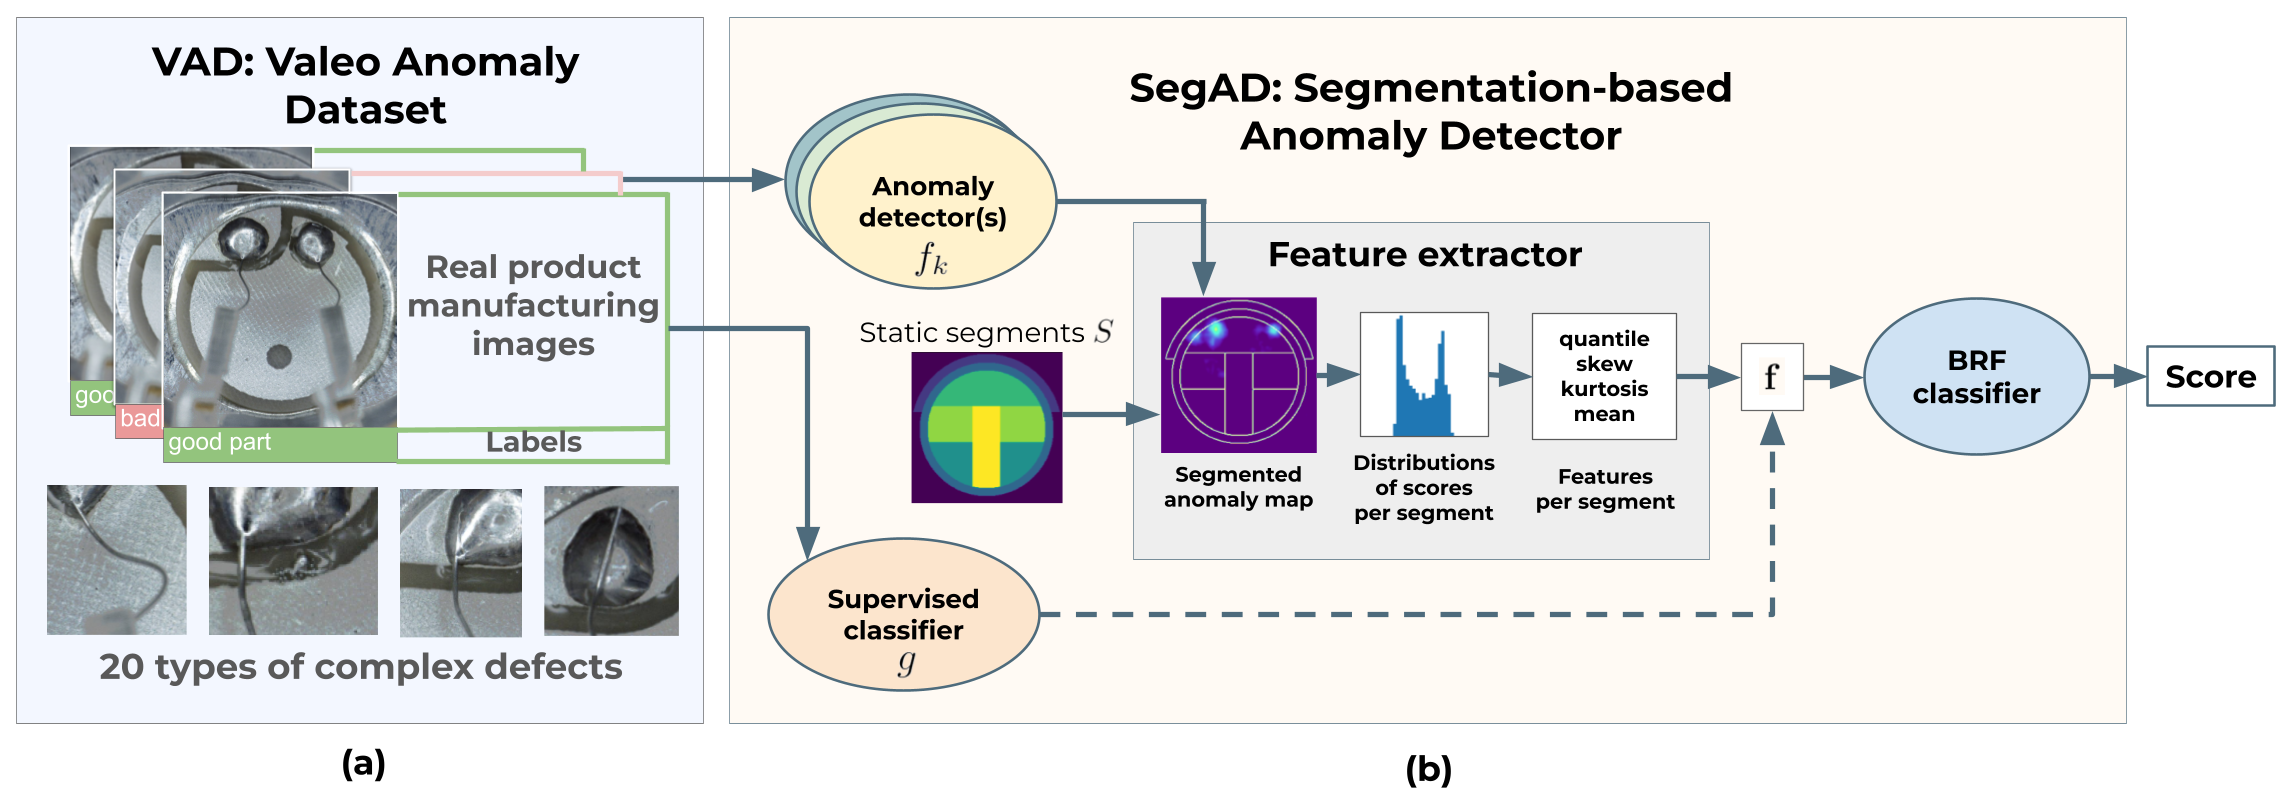 VAD: Valeo Anomaly
Dataset
Real product
manufacturing
images
goo
bad
good part
Labels
20 types of complex defects
(a)
SegAD: Segmentation-based
Anomaly Detector
Anomaly
detector(s)
f_k
Static segments S
Feature extractor
Segmented
anomaly map
Distributions
of scores
per segment
quantile
skew
kurtosis
mean
Features
per segment
f
BRF
classifier
Score
Supervised
classifier
g
(b)